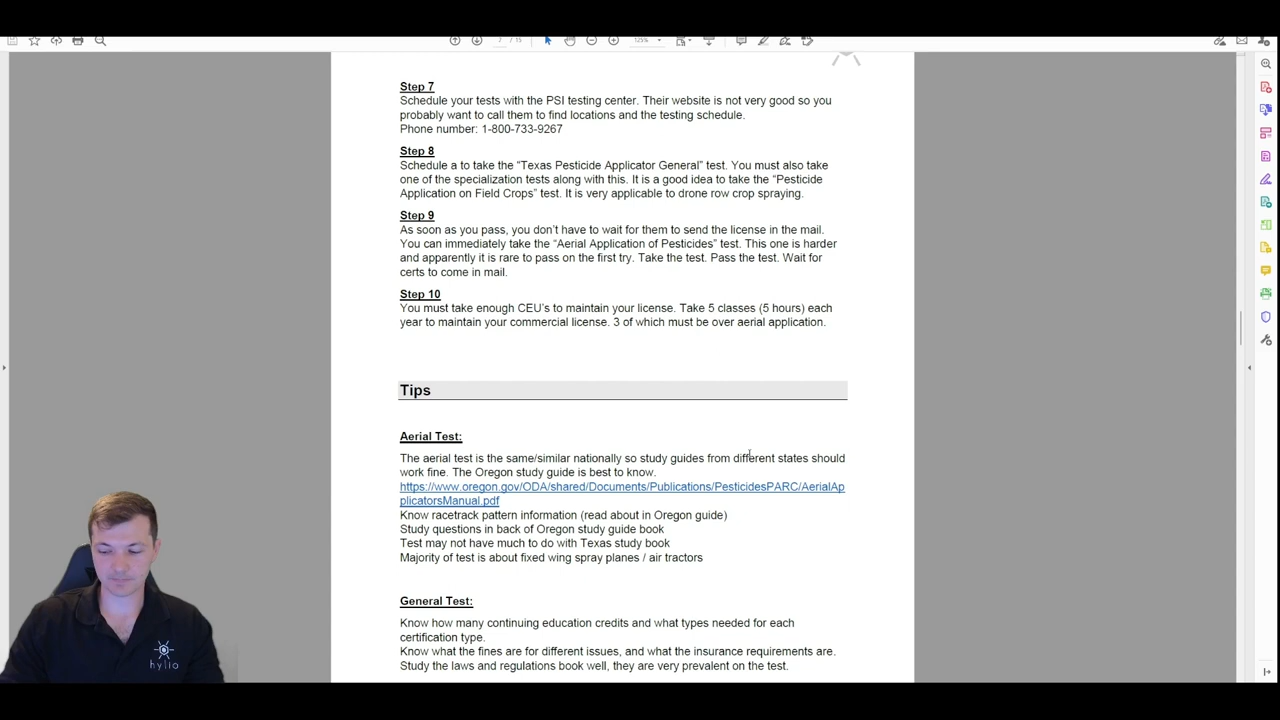 7 / 15
125%
Step 7
Schedule your tests with the PSI testing center. Their website is not very good so you
probably want to call them to find locations and the testing schedule.
Phone number: 1-800-733-9267
Step 8
Schedule a to take the “Texas Pesticide Applicator General” test. You must also take
one of the specialization tests along with this. It is a good idea to take the “Pesticide
Application on Field Crops” test. It is very applicable to drone row crop spraying.
Step 9
As soon as you pass, you don’t have to wait for them to send the license in the mail.
You can immediately take the “Aerial Application of Pesticides” test. This one is harder
and apparently it is rare to pass on the first try. Take the test. Pass the test. Wait for
certs to come in mail.
Step 10
You must take enough CEU’s to maintain your license. Take 5 classes (5 hours) each
year to maintain your commercial license. 3 of which must be over aerial application.
Tips
Aerial Test:
The aerial test is the same/similar nationally so study guides from different states should
work fine. The Oregon study guide is best to know.
https://www.oregon.gov/ODA/shared/Documents/Publications/PesticidesPARC/AerialAp
plicatorsManual.pdf
Know racetrack pattern information (read about in Oregon guide)
Study questions in back of Oregon study guide book
Test may not have much to do with Texas study book
Majority of test is about fixed wing spray planes / air tractors
General Test:
Know how many continuing education credits and what types needed for each
certification type.
Know what the fines are for different issues, and what the insurance requirements are.
Study the laws and regulations book well, they are very prevalent on the test.
hylio